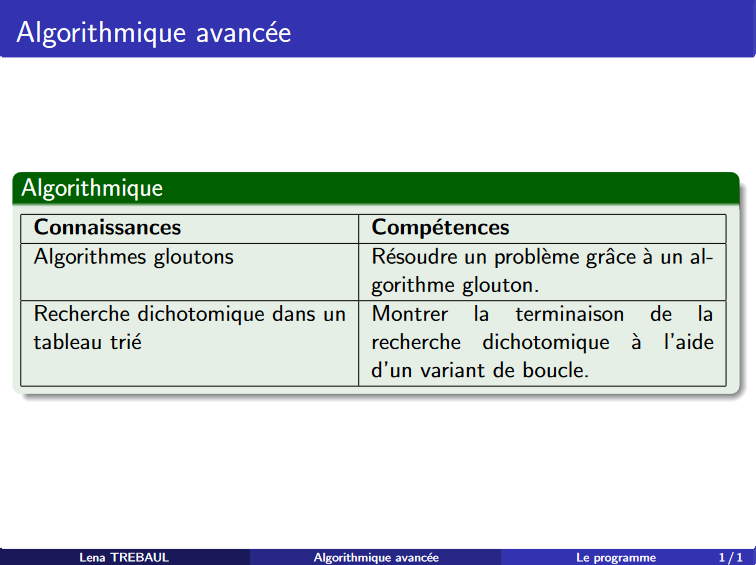 Algorithmique avancée
Algorithmique
Connaissances
Compétences
Algorithmes gloutons
Résoudre un problème grâce à un al-
gorithme glouton.
Recherche dichotomique dans un
tableau trié
Montrer la terminaison de la
recherche dichotomique à l'aide
d'un variant de boucle.
Lena TREBAUL
Algorithmique avancée
Le programme
1 / 1